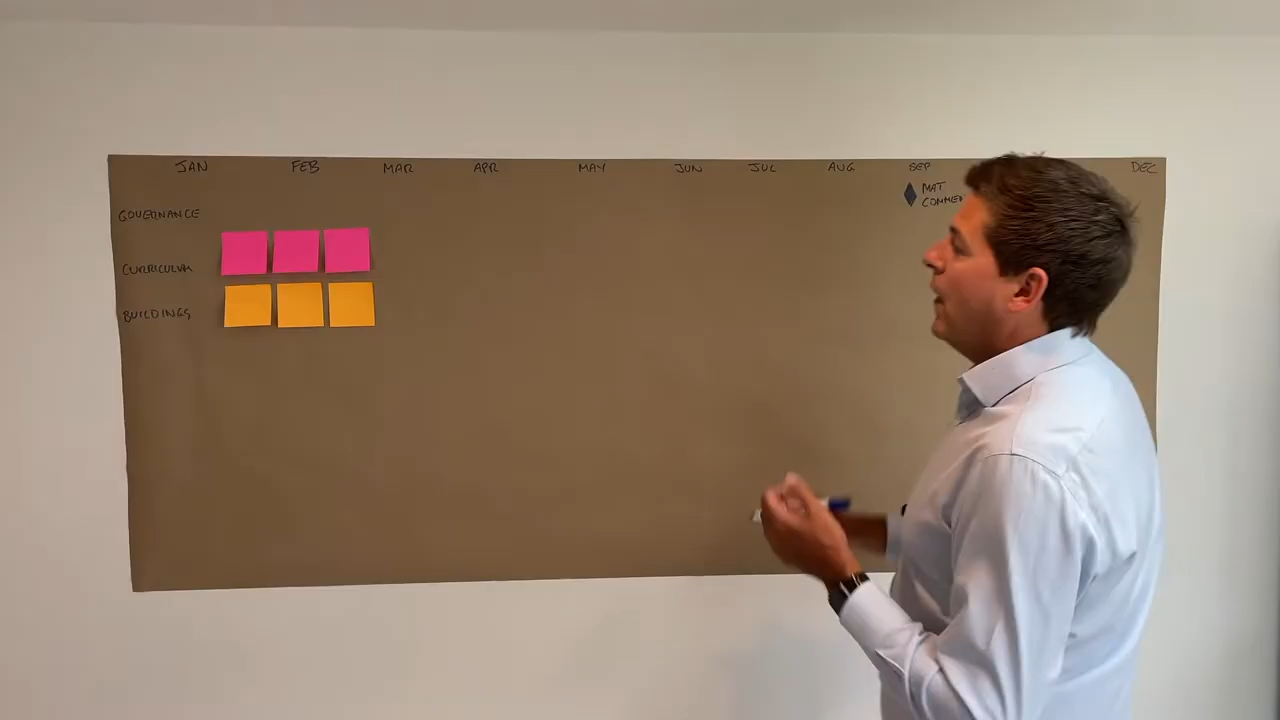 JAN FEB MAR APR MAY JUN JUL AUG SEP DEC
MAT
GOVERNANCE
CURRICULUM
BUILDINGS